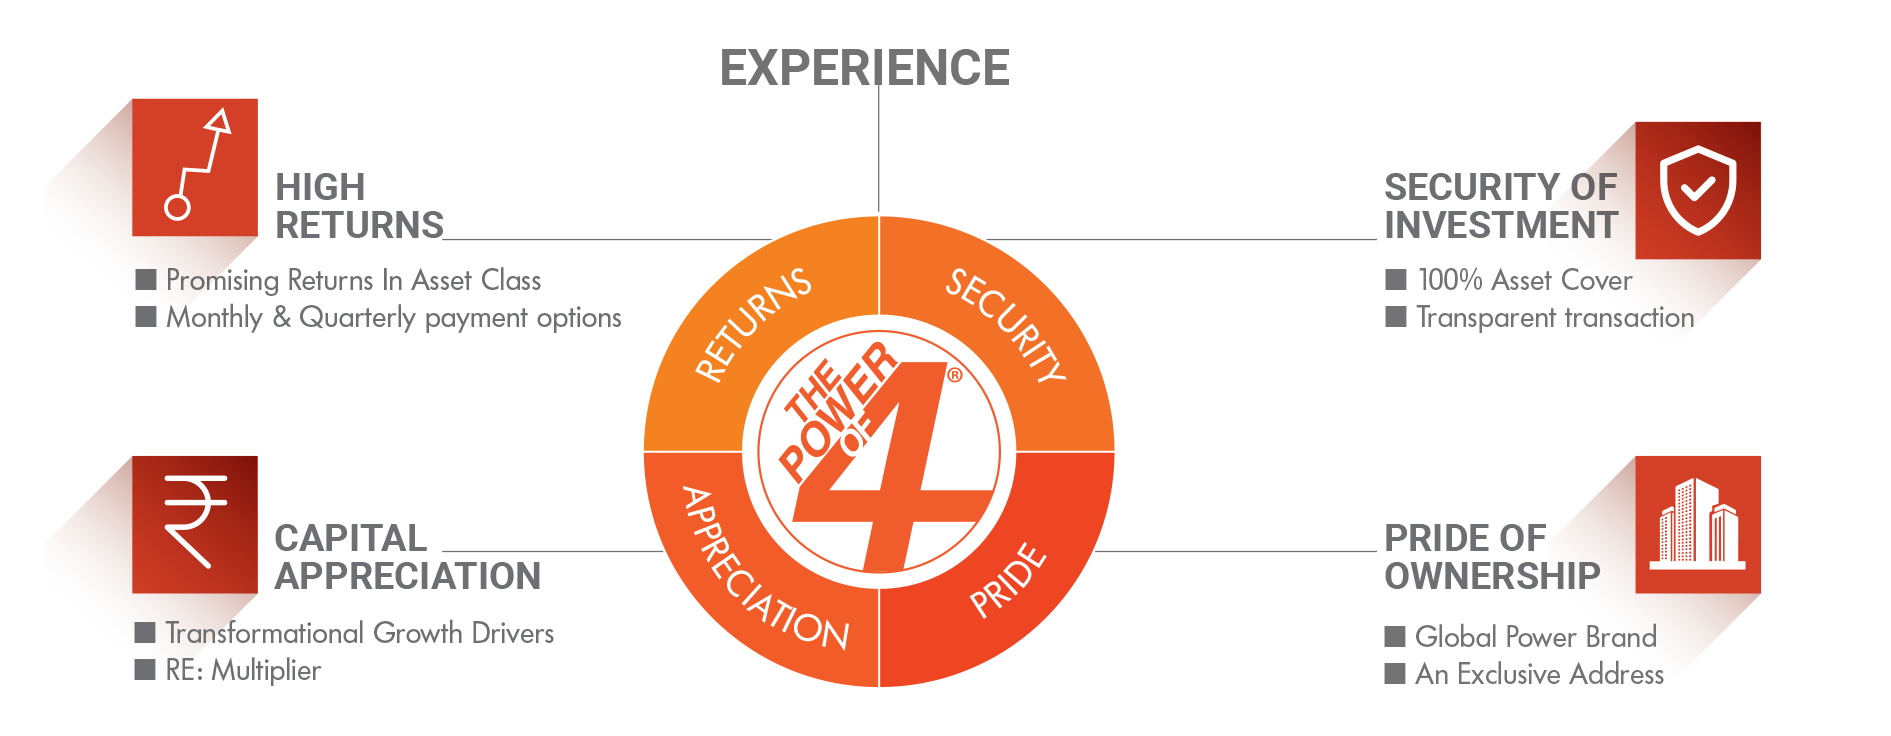 EXPERIENCE
HIGH
RETURNS
■ Promising Returns In Asset Class
■ Monthly & Quarterly payment options
SECURITY OF
INVESTMENT
■ 100% Asset Cover
■ Transparent transaction
RETURNS
SECURITY
THE
POWER
OF
4®
APPRECIATION
PRIDE
₹
CAPITAL
APPRECIATION
■ Transformational Growth Drivers
■ RE: Multiplier
PRIDE OF
OWNERSHIP
■ Global Power Brand
■ An Exclusive Address